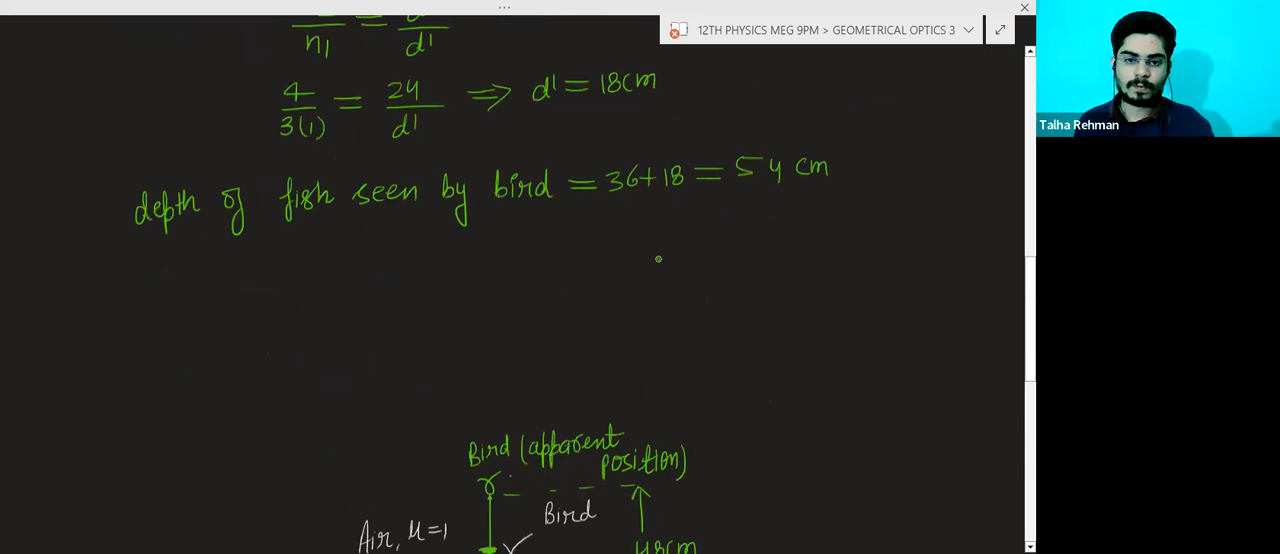 12TH PHYSICS MEG 9PM > GEOMETRICAL OPTICS 3
Talha Rehman
n1 = d'
4/3(1) = 24/d' ⇒ d' = 18cm
depth of fish seen by bird = 36+18 = 54 cm
Bird (apparent
position)
Bird
Air, μ=1
48cm